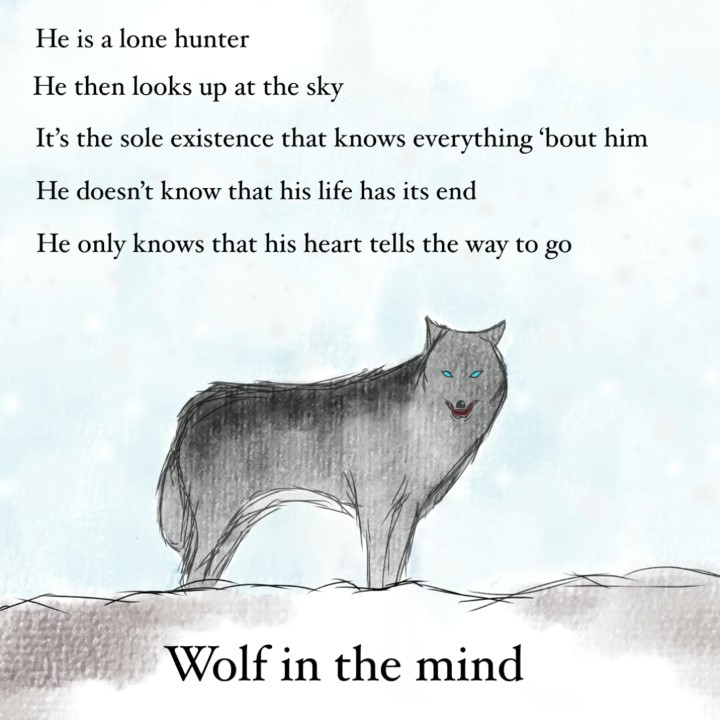 He is a lone hunter
He then looks up at the sky
It’s the sole existence that knows everything ‘bout him
He doesn’t know that his life has its end
He only knows that his heart tells the way to go
Wolf in the mind